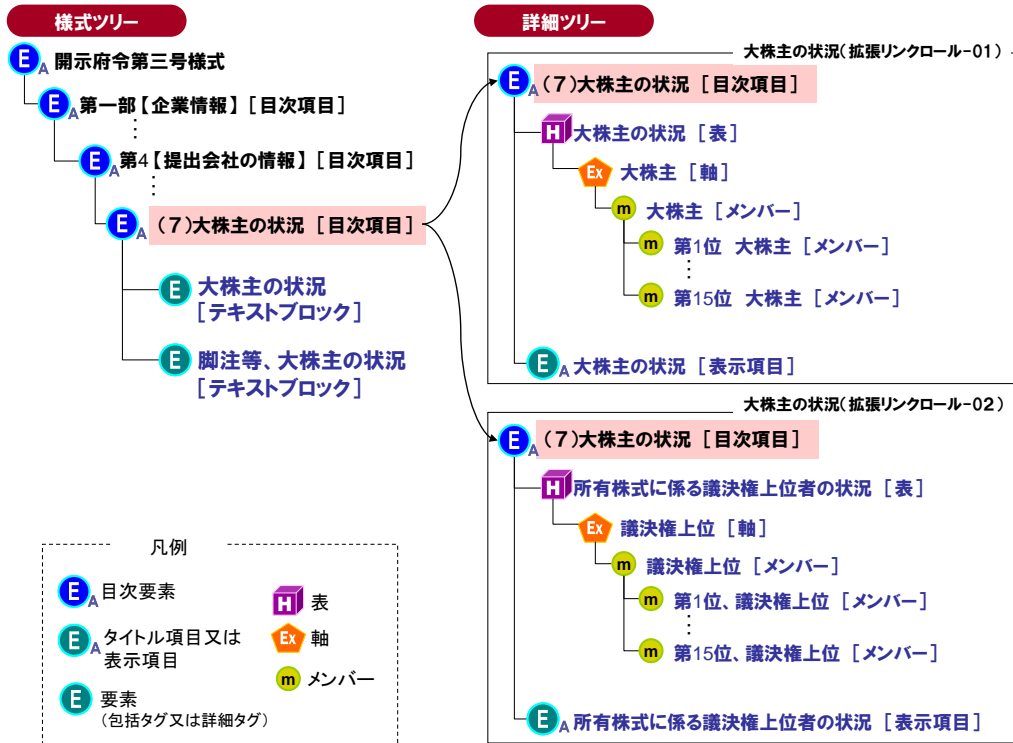 様式ツリー
E A 開示府令第三号様式
E A 第一部【企業情報】［目次項目］
⋮
E A 第4【提出会社の情報】［目次項目］
⋮
E A （7）大株主の状況［目次項目］
E 大株主の状況
［テキストブロック］
E 脚注等、大株主の状況
［テキストブロック］
凡例
E A 目次要素
E A タイトル項目又は
表示項目
E 要素
（包括タグ又は詳細タグ）
H 表
Ex 軸
m メンバー
詳細ツリー
大株主の状況（拡張リンクロール-01）
E A （7）大株主の状況［目次項目］
H 大株主の状況［表］
Ex 大株主［軸］
m 大株主［メンバー］
m 第1位 大株主［メンバー］
⋮
m 第15位 大株主［メンバー］
E A 大株主の状況［表示項目］
大株主の状況（拡張リンクロール-02）
E A （7）大株主の状況［目次項目］
H 所有株式に係る議決権上位者の状況［表］
Ex 議決権上位［軸］
m 議決権上位［メンバー］
m 第1位、議決権上位［メンバー］
⋮
m 第15位、議決権上位［メンバー］
E A 所有株式に係る議決権上位者の状況［表示項目］